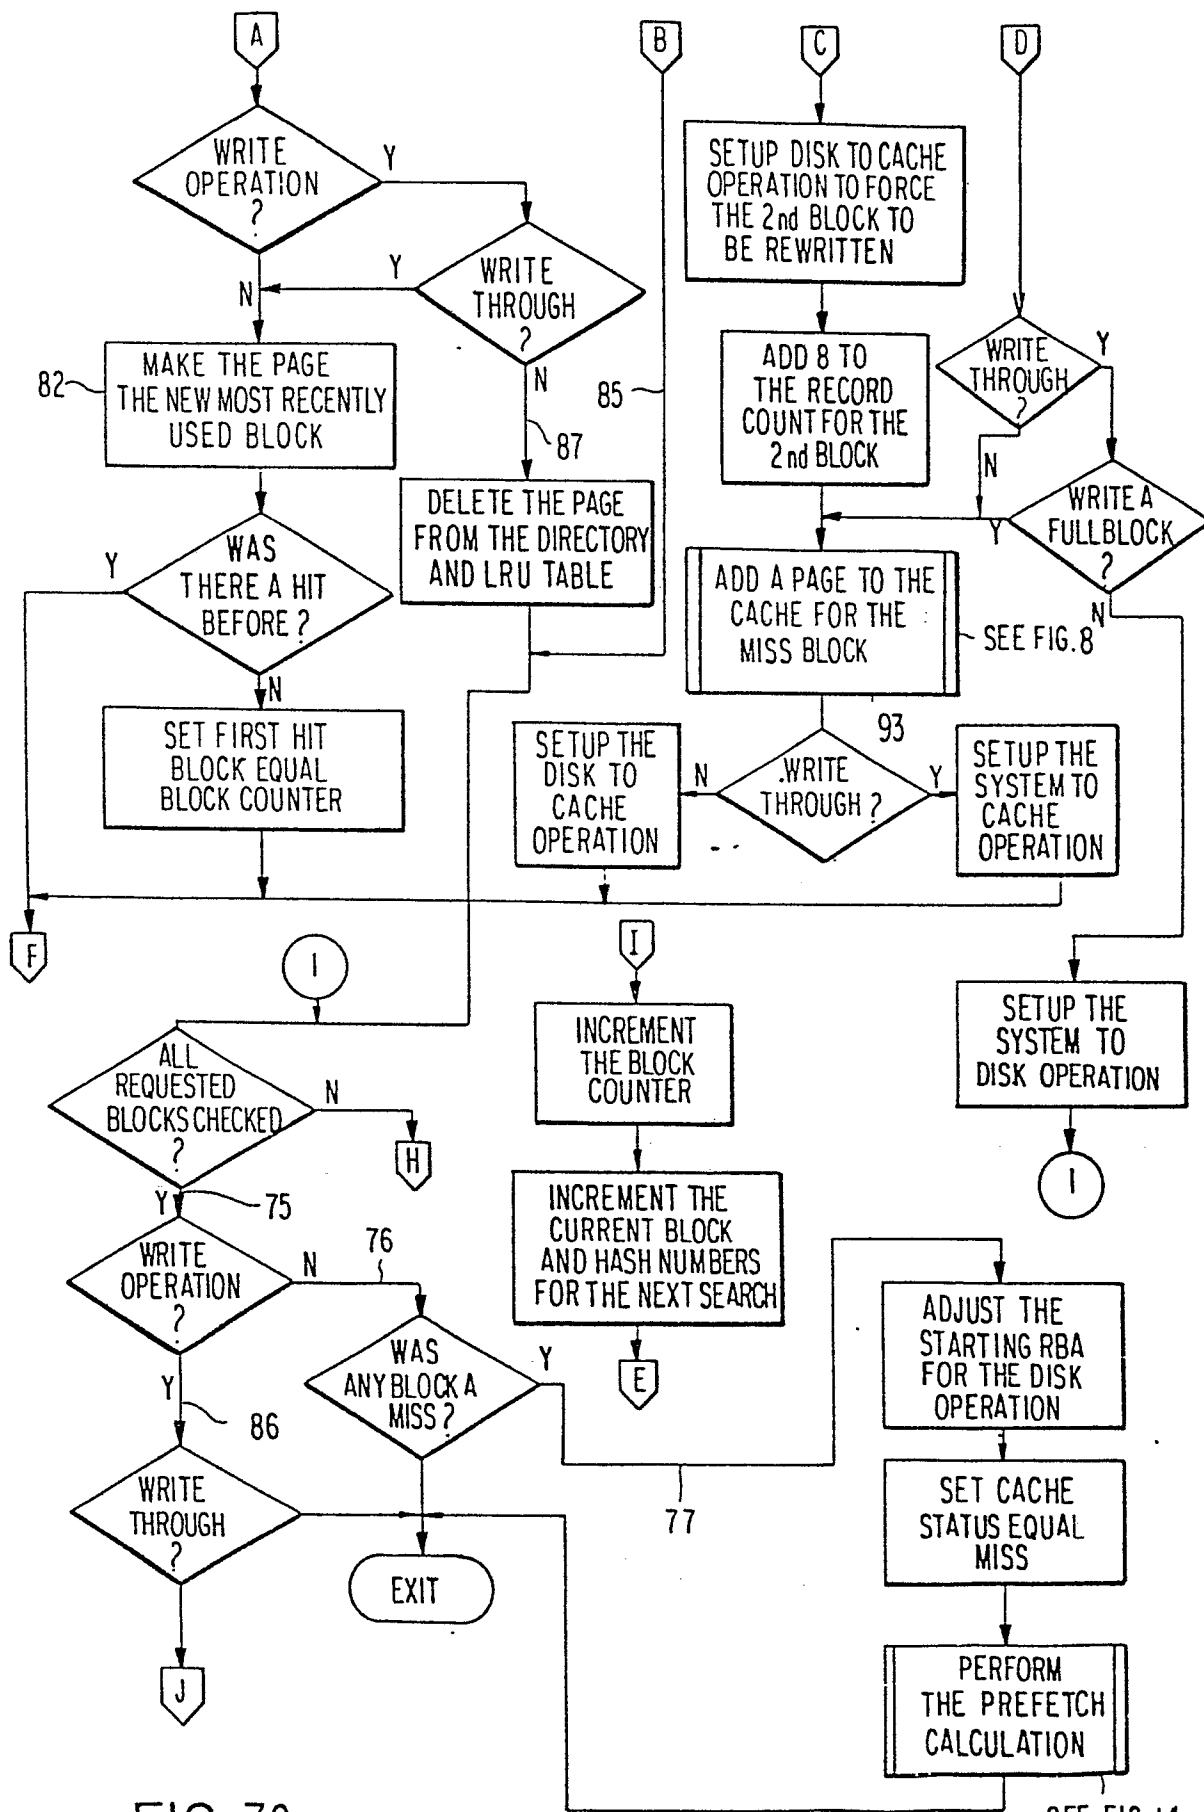 A
B
C
D
WRITE
OPERATION
?
Y
N
WRITE
THROUGH
?
Y
N
SETUP DISK TO CACHE
OPERATION TO FORCE
THE 2nd BLOCK TO
BE REWRITTEN
82
MAKE THE PAGE
THE NEW MOST RECENTLY
USED BLOCK
87
85
ADD 8 TO
THE RECORD
COUNT FOR THE
2nd BLOCK
WRITE
THROUGH
?
Y
N
DELETE THE PAGE
FROM THE DIRECTORY
AND LRU TABLE
WRITE A
FULL BLOCK
?
Y
N
WAS
THERE A HIT
BEFORE?
Y
N
ADD A PAGE TO THE
CACHE FOR THE
MISS BLOCK
SEE FIG.8
93
SET FIRST HIT
BLOCK EQUAL
BLOCK COUNTER
SETUP THE
DISK TO
CACHE
OPERATION
N
WRITE
THROUGH?
Y
SETUP THE
SYSTEM TO
CACHE
OPERATION
F
1
I
INCREMENT
THE BLOCK
COUNTER
SETUP THE
SYSTEM TO
DISK OPERATION
1
ALL
REQUESTED
BLOCKS CHECKED
?
N
H
Y
75
INCREMENT THE
CURRENT BLOCK
AND HASH NUMBERS
FOR THE NEXT SEARCH
E
WRITE
OPERATION
?
N
76
Y
86
WAS
ANY BLOCK A
MISS?
Y
77
ADJUST THE
STARTING RBA
FOR THE DISK
OPERATION
SET CACHE
STATUS EQUAL
MISS
WRITE
THROUGH
?
EXIT
J
PERFORM
THE PREFETCH
CALCULATION